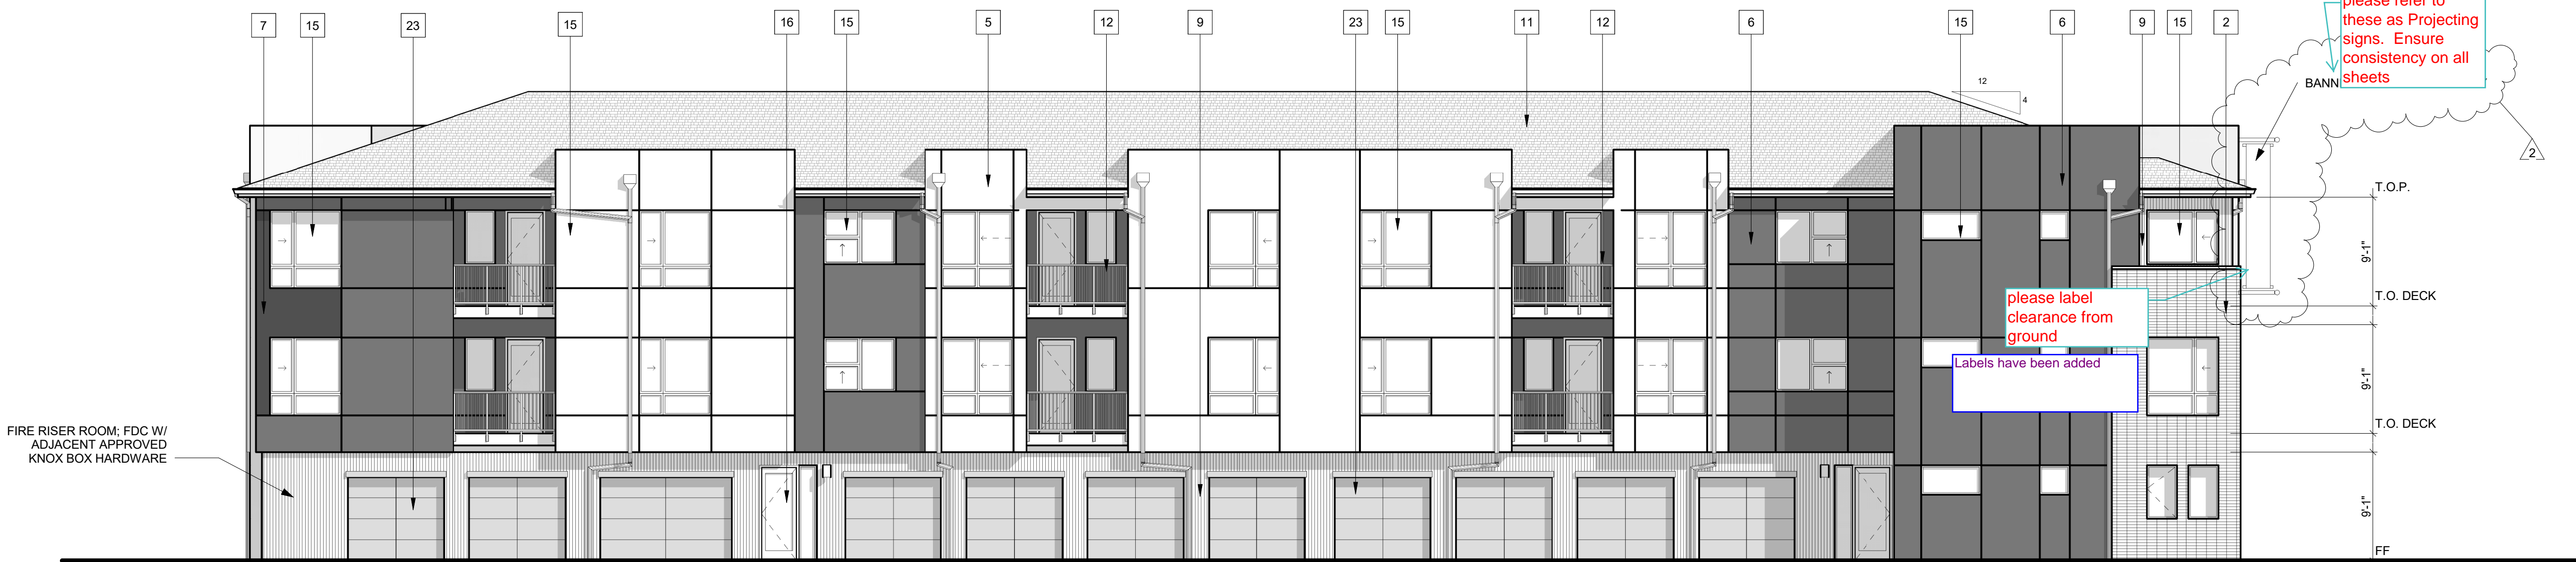 please refer to
these as Projecting
signs. Ensure
consistency on all
sheets
7
15
23
15
16
15
5
12
9
23
15
11
12
6
15
6
9
15
2
BANN
12
4
2
T.O.P.
9'-1"
T.O. DECK
please label
clearance from
ground
Labels have been added
9'-1"
T.O. DECK
FIRE RISER ROOM; FDC W/
ADJACENT APPROVED
KNOX BOX HARDWARE
9'-1"
FF